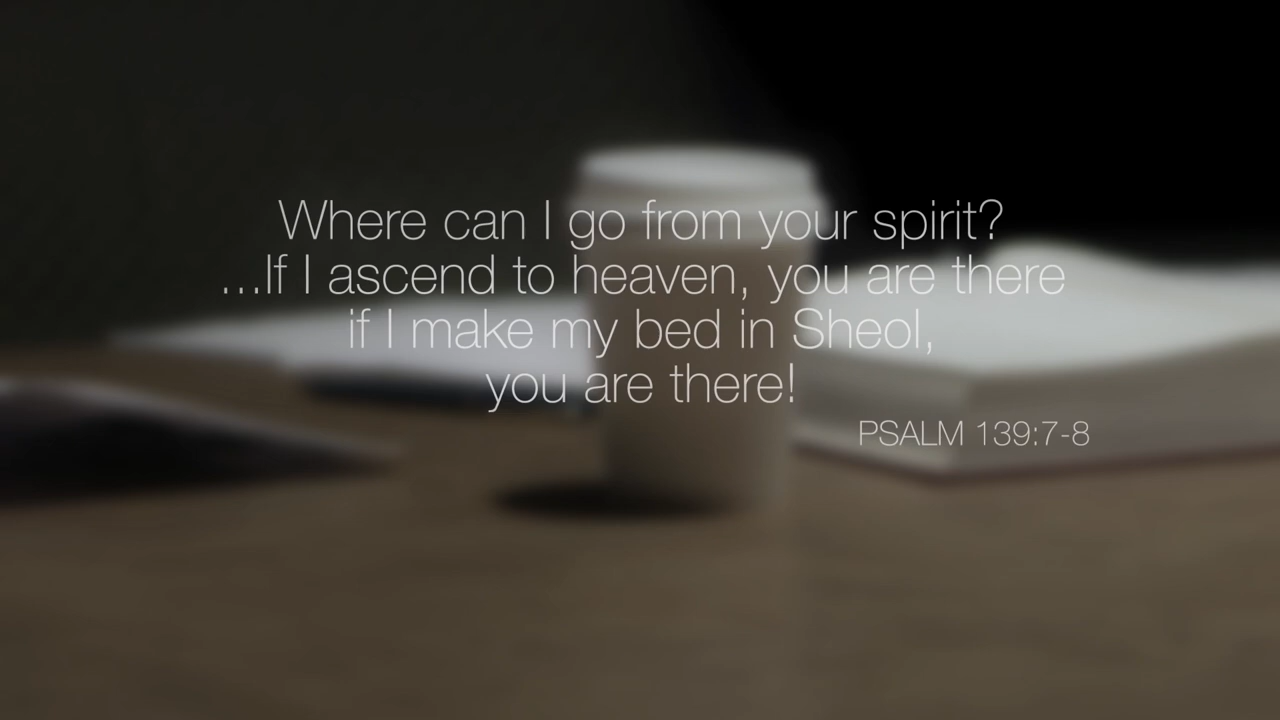 Where can I go from your spirit?
...If I ascend to heaven, you are there
if I make my bed in Sheol,
you are there!
PSALM 139:7-8